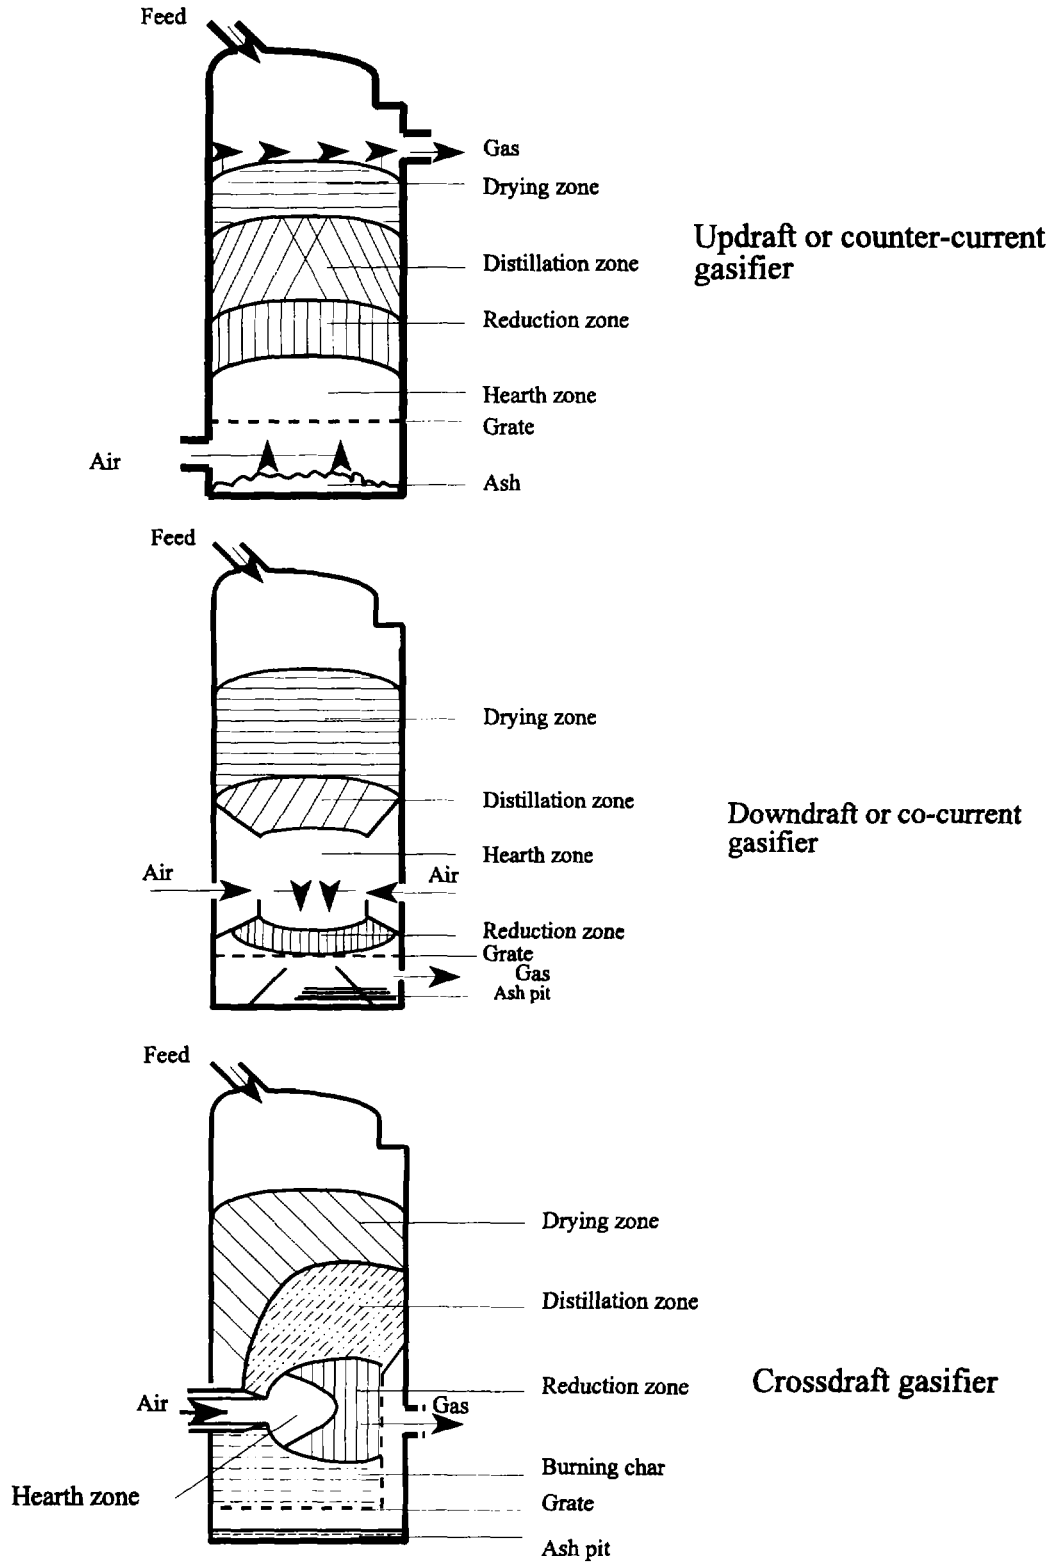 Feed
Gas
Drying zone
Updraft or counter-current
gasifier
Distillation zone
Reduction zone
Hearth zone
Grate
Air
Ash
Feed
Drying zone
Distillation zone
Downdraft or co-current
gasifier
Hearth zone
Air
Air
Reduction zone
Grate
Gas
Ash pit
Feed
Drying zone
Distillation zone
Reduction zone
Crossdraft gasifier
Air
Gas
Burning char
Hearth zone
Grate
Ash pit